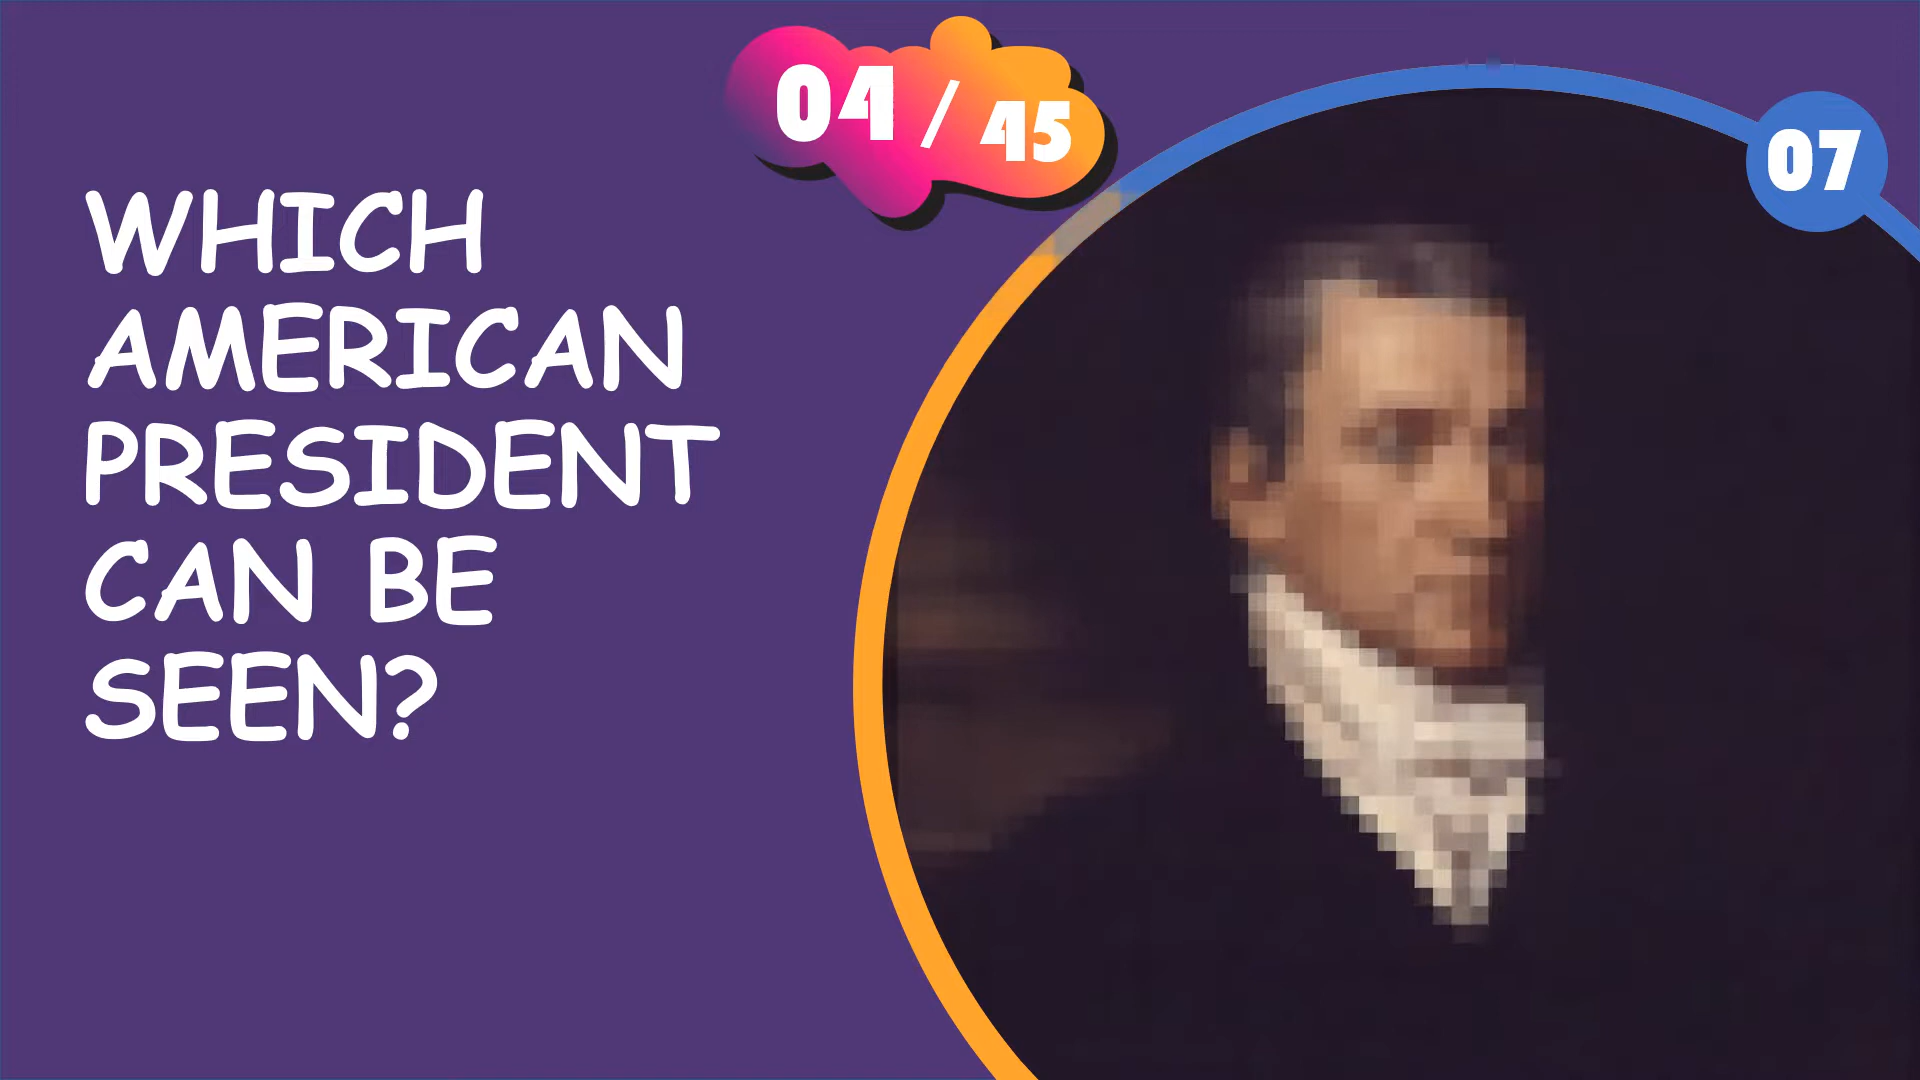 04 / 45
07
WHICH
AMERICAN
PRESIDENT
CAN BE
SEEN?